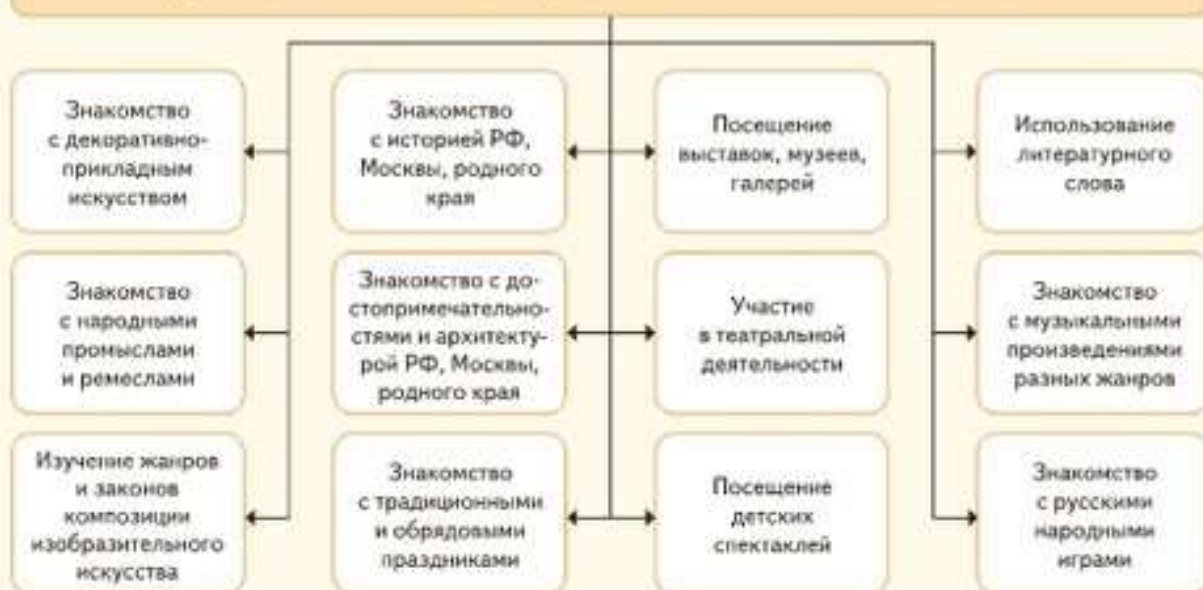 Знакомство
с декоративно-
прикладным
искусством
Знакомство
с историей РФ,
Москвы, родного
края
Посещение
выставок, музеев,
галерей
Использование
литературного
слова
Знакомство
с народными
промыслами
и ремеслами
Знакомство с до-
стопримечательно-
стями и архитекту-
рой РФ, Москвы,
родного края
Участие
в театральной
деятельности
Знакомство
с музыкальными
произведениями
разных жанров
Изучение жанров
и законов
композиции
изобразительного
искусства
Знакомство
с традиционными
и обрядовыми
праздниками
Посещение
детских
спектаклей
Знакомство
с русскими
народными
играми